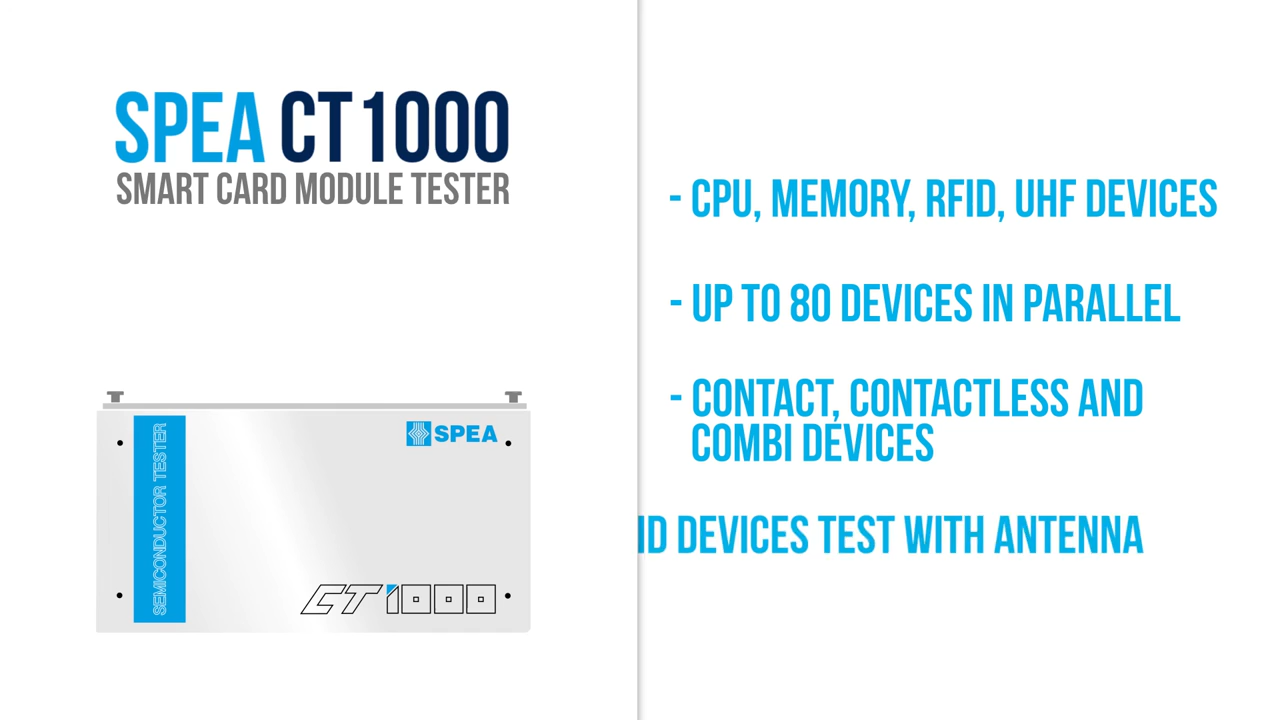 SPEA CT1000
SMART CARD MODULE TESTER
SEMICONDUCTOR TESTER
SPEA
CT1000
- CPU, MEMORY, RFID, UHF DEVICES
- UP TO 80 DEVICES IN PARALLEL
- CONTACT, CONTACTLESS AND
COMBI DEVICES
ID DEVICES TEST WITH ANTENNA